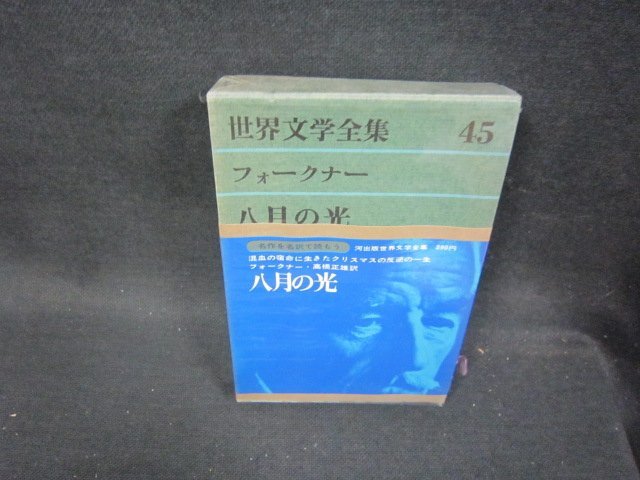 世界文学全集 45
フォークナー
八月の光
名作を名訳で読もう 河出版世界文学全集 390円
混血の宿命に生きたクリスマスの反逆の一生
フォークナー・高橋正雄訳
八月の光